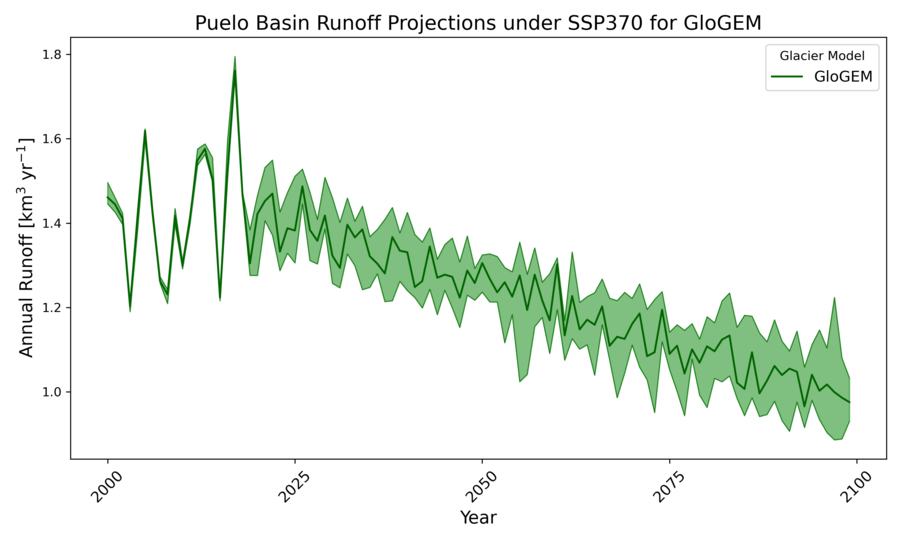 Puelo Basin Runoff Projections under SSP370 for GloGEM
Glacier Model
GloGEM
Annual Runoff [km³ yr⁻¹]
1.8
1.6
1.4
1.2
1.0
2000
2025
2050
2075
2100
Year